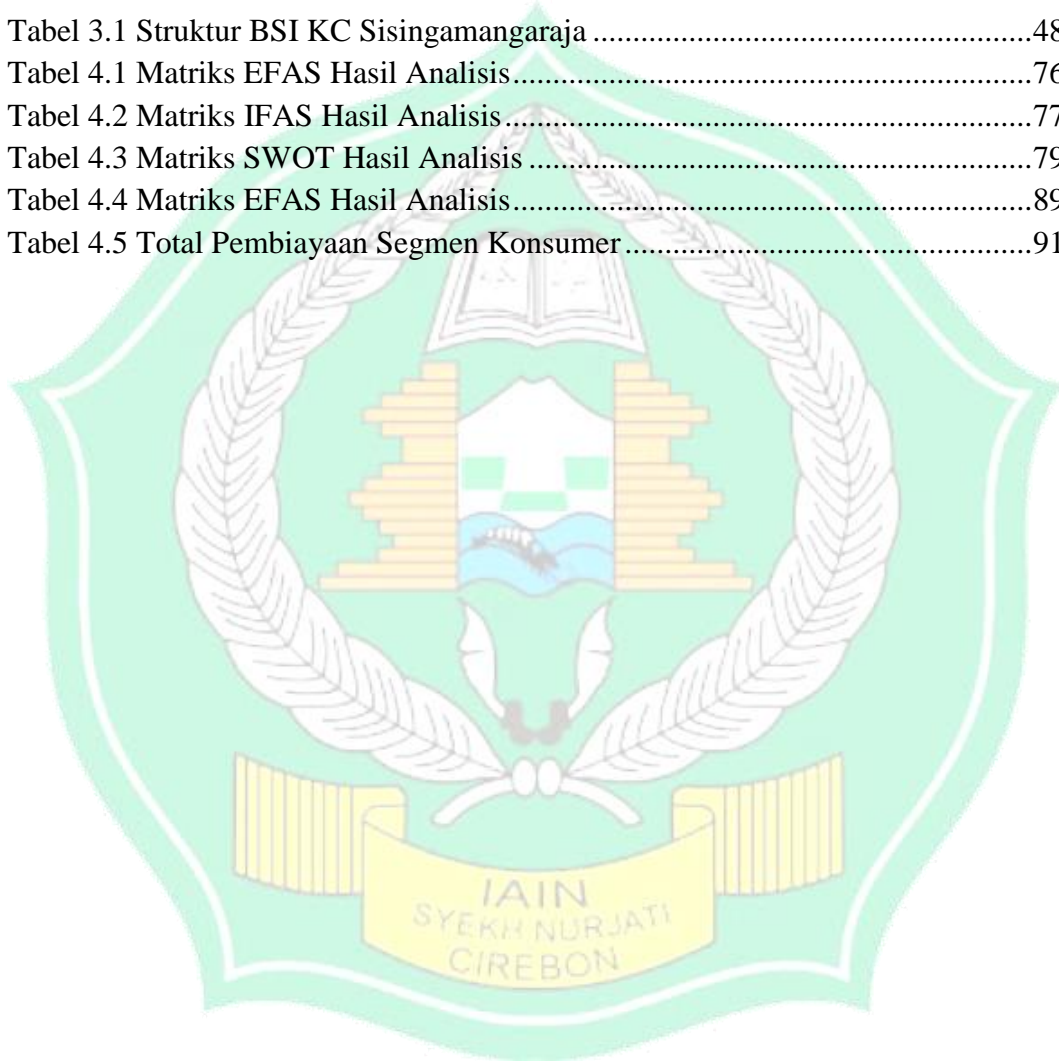 Tabel 3.1 Struktur BSI KC Sisingamangaraja ............................................................48
Tabel 4.1 Matriks EFAS Hasil Analisis.......................................................................76
Tabel 4.2 Matriks IFAS Hasil Analisis ........................................................................77
Tabel 4.3 Matriks SWOT Hasil Analisis .....................................................................79
Tabel 4.4 Matriks EFAS Hasil Analisis.......................................................................89
Tabel 4.5 Total Pembiayaan Segmen Konsumer ........................................................91
IAIN
SYEKH NURJATI
CIREBON